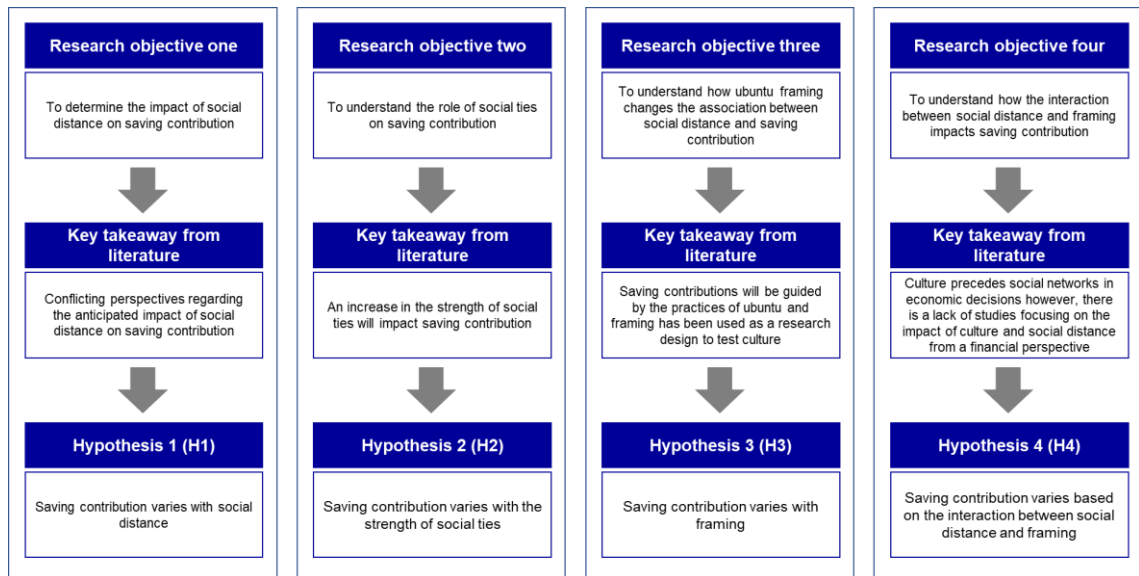 Research objective one
To determine the impact of social
distance on saving contribution
Key takeaway from
literature
Conflicting perspectives regarding
the anticipated impact of social
distance on saving contribution
Hypothesis 1 (H1)
Saving contribution varies with social
distance
Research objective two
To understand the role of social ties
on saving contribution
Key takeaway from
literature
An increase in the strength of social
ties will impact saving contribution
Hypothesis 2 (H2)
Saving contribution varies with the
strength of social ties
Research objective three
To understand how ubuntu framing
changes the association between
social distance and saving
contribution
Key takeaway from
literature
Saving contributions will be guided
by the practices of ubuntu and
framing has been used as a research
design to test culture
Hypothesis 3 (H3)
Saving contribution varies with
framing
Research objective four
To understand how the interaction
between social distance and framing
impacts saving contribution
Key takeaway from
literature
Culture precedes social networks in
economic decisions however, there
is a lack of studies focusing on the
impact of culture and social distance
from a financial perspective
Hypothesis 4 (H4)
Saving contribution varies based
on the interaction between social
distance and framing